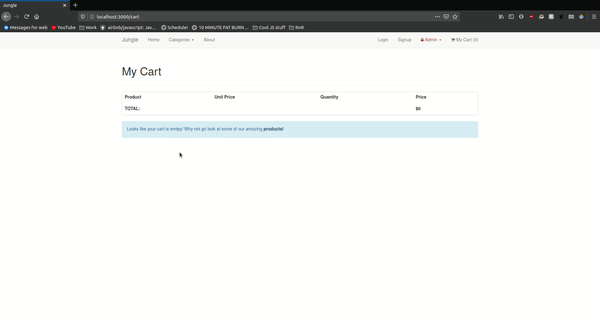 Jungle
localhost:3000/cart
Messages for web YouTube Work airbnb/javascript: Jav... Scheduler 10 MINUTE FAT BURN... Cool JS stuff RnR
Jungle Home Categories About Login Signup Admin My Cart (0)
My Cart
Product Unit Price Quantity Price
TOTAL: $0
Looks like your cart is emtpy! Why not go look at some of our amazing products!